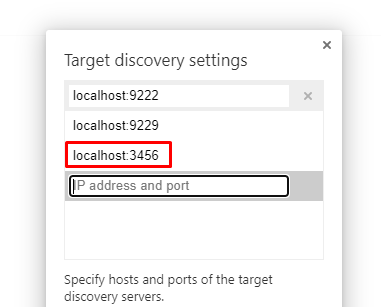 Target discovery settings
localhost:9222
localhost:9229
localhost:3456
IP address and port
Specify hosts and ports of the target
discovery servers.